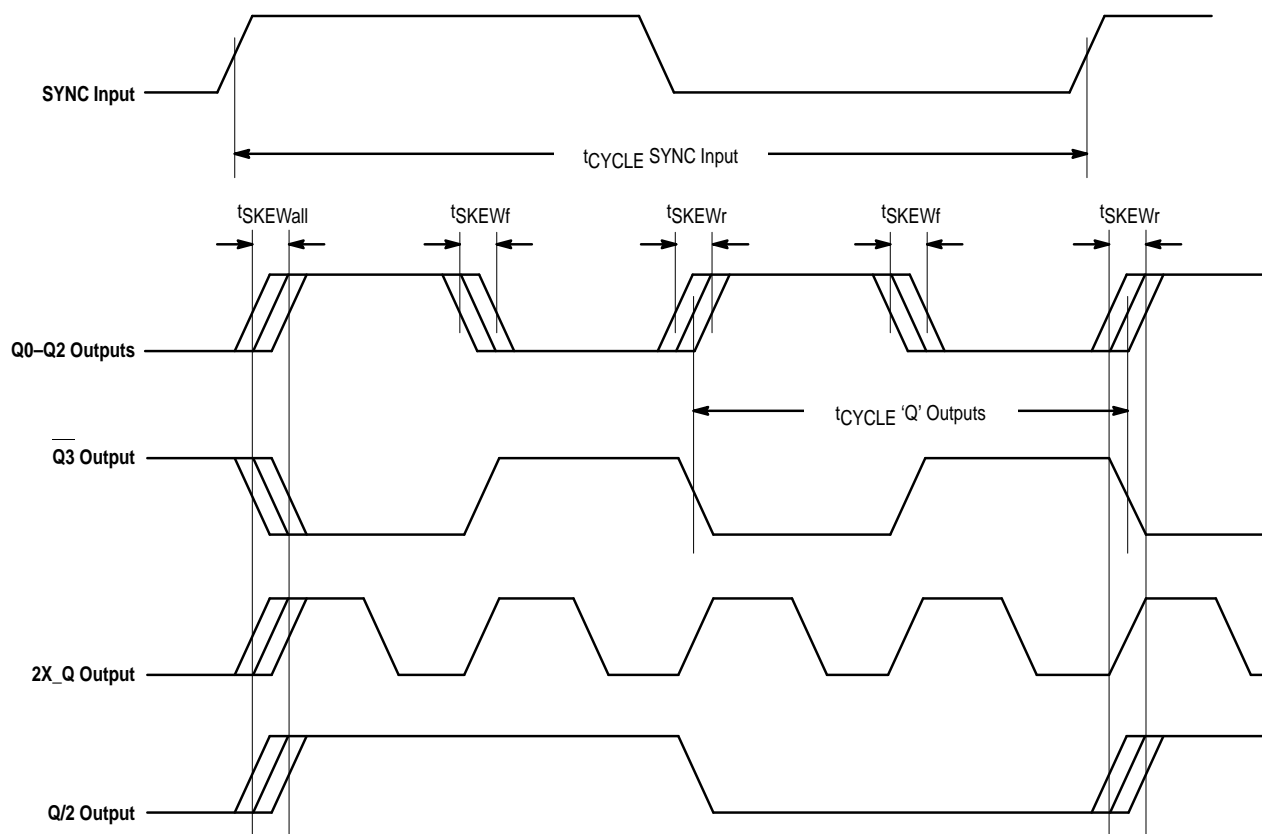 SYNC Input
tCYCLE SYNC Input
tSKEWall tSKEWf tSKEWr tSKEWf tSKEWr
Q0–Q2 Outputs
tCYCLE ‘Q’ Outputs
Q̅3̅ Output
2X_Q Output
Q/2 Output